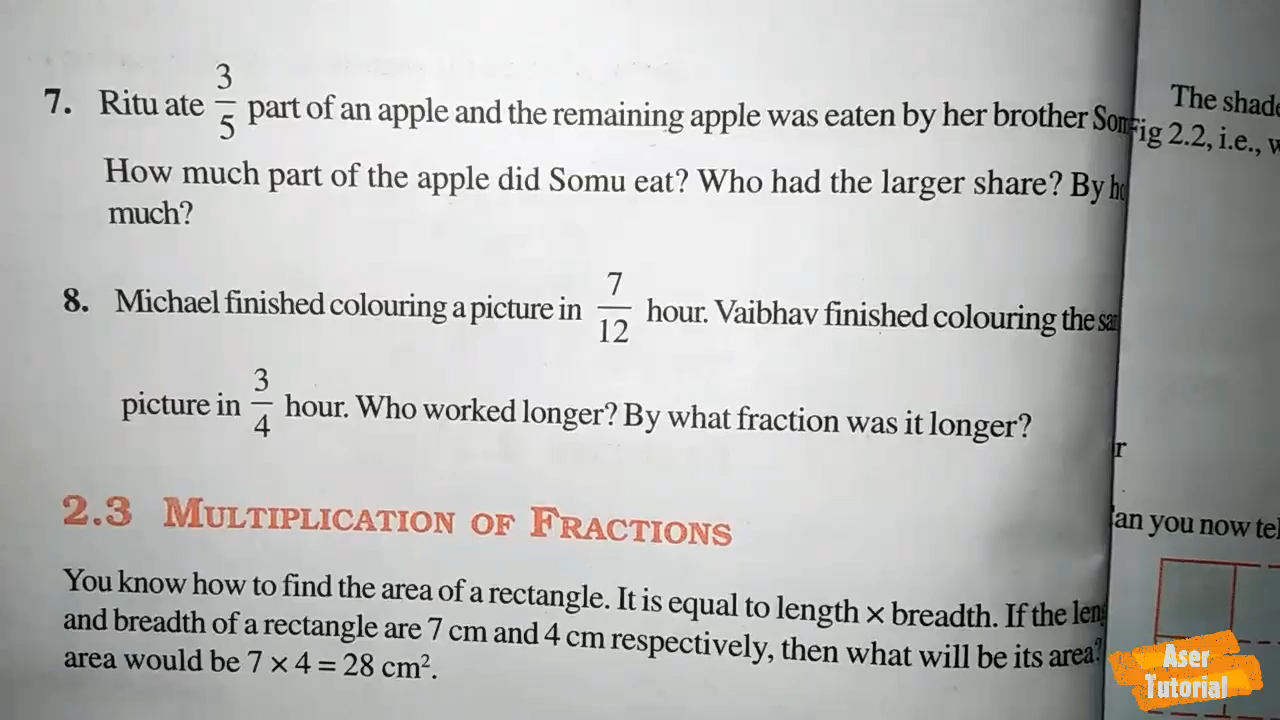 7. Ritu ate 3/5 part of an apple and the remaining apple was eaten by her brother
How much part of the apple did Somu eat? Who had the larger share? By
much?
8. Michael finished colouring a picture in 7/12 hour. Vaibhav finished colouring the
picture in 3/4 hour. Who worked longer? By what fraction was it longer?
2.3 MULTIPLICATION OF FRACTIONS
You know how to find the area of a rectangle. It is equal to length × breadth. If the
and breadth of a rectangle are 7 cm and 4 cm respectively, then what will be its area?
area would be 7 × 4 = 28 cm².
The
Fig 2.2, i.e.,
you now
Aser
Tutorial